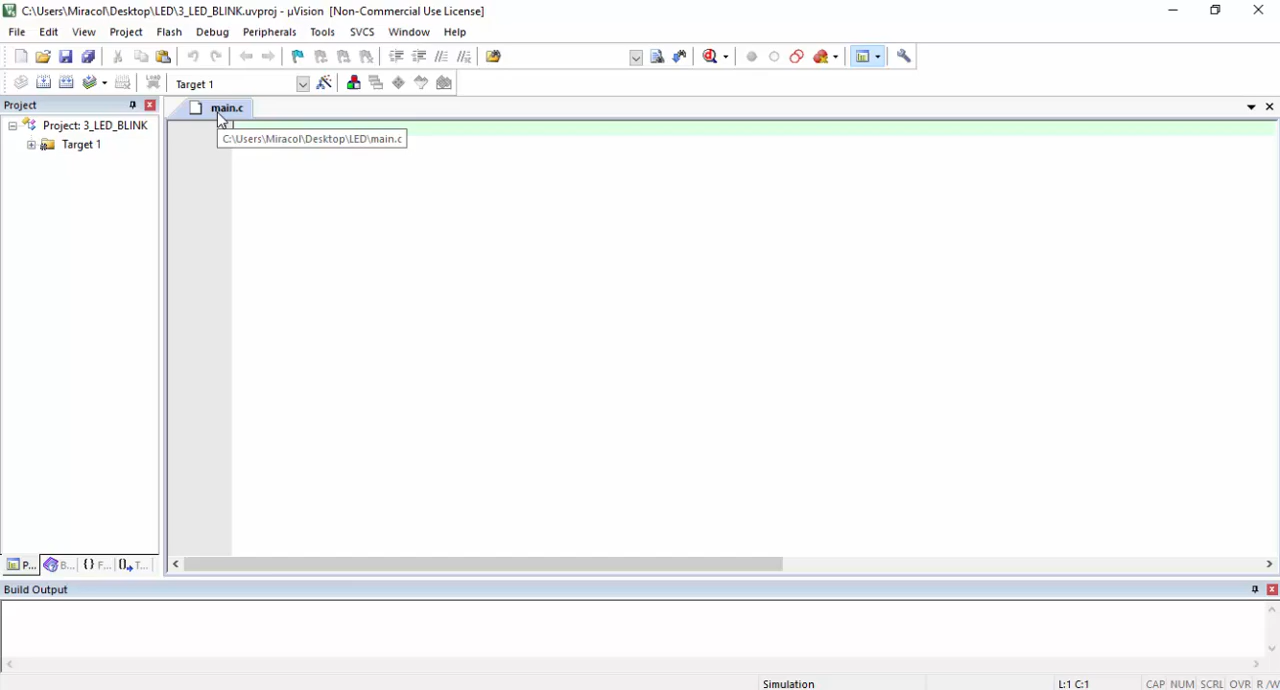 C:\Users\Miracol\Desktop\LED\3_LED_BLINK.uvproj - µVision [Non-Commercial Use License]
File Edit View Project Flash Debug Peripherals Tools SVCS Window Help
LOAD Target 1
Project
main.c
Project: 3_LED_BLINK
C:\Users\Miracol\Desktop\LED\main.c
Target 1
P... B... {} F... T...
Build Output
Simulation L:1 C:1 CAP NUM SCRL OVR R /W